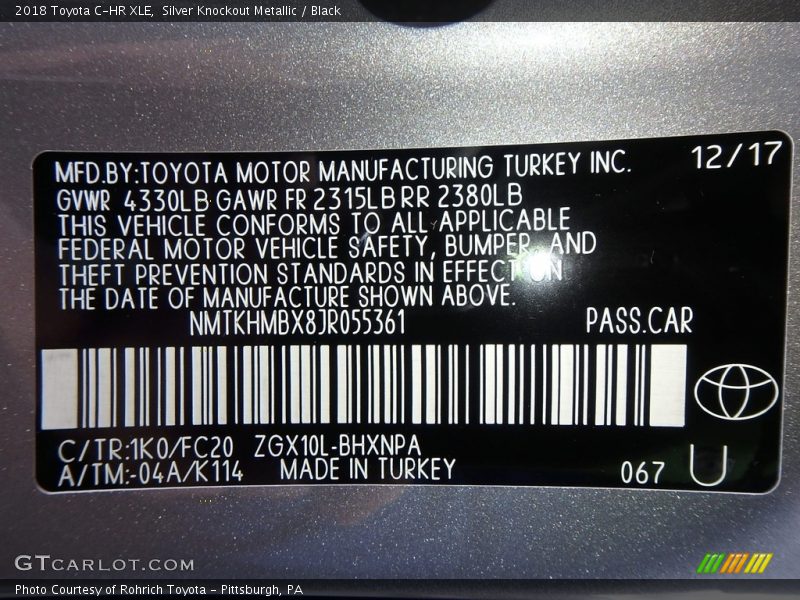 2018 Toyota C-HR XLE,  Silver Knockout Metallic / Black
MFD.BY:TOYOTA MOTOR MANUFACTURING TURKEY INC. 12/17
GVWR 4330LB GAWR FR 2315LB RR 2380LB
THIS VEHICLE CONFORMS TO ALL APPLICABLE
FEDERAL MOTOR VEHICLE SAFETY, BUMPER, AND
THEFT PREVENTION STANDARDS IN EFFECT ON
THE DATE OF MANUFACTURE SHOWN ABOVE.
NMTKHMBX8JR055361 PASS.CAR
C/TR:1K0/FC20 ZGX10L-BHXNPA
A/TM:-04A/K114 MADE IN TURKEY 067 U
GTCARLOT.COM
Photo Courtesy of Rohrich Toyota - Pittsburgh, PA